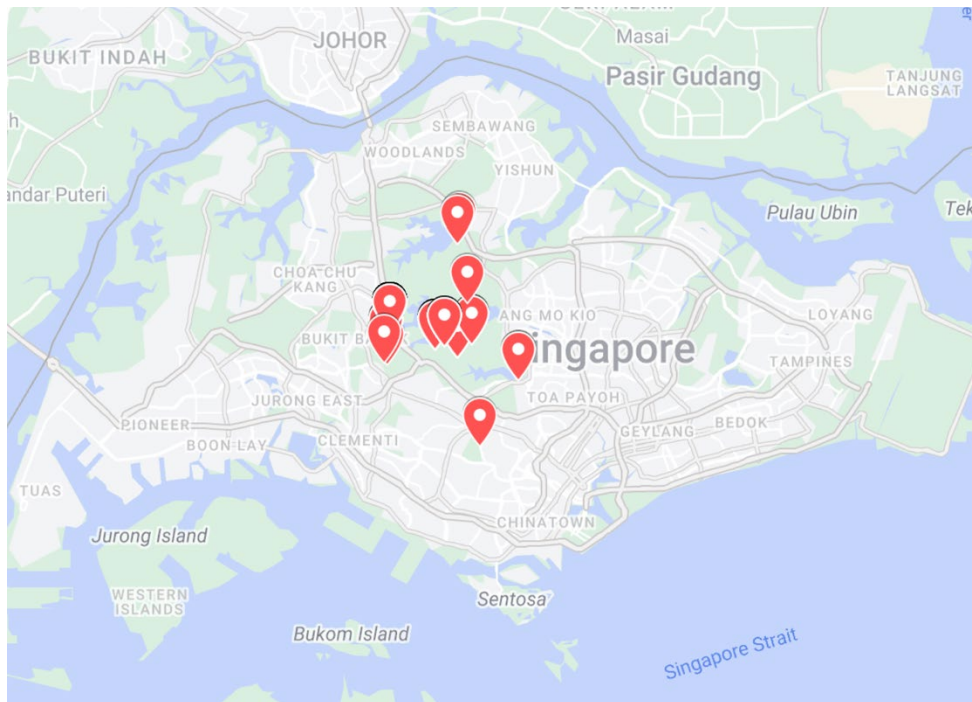 BUKIT INDAH
JOHOR
Masai
Pasir Gudang
TANJUNG
LANGSAT
SEMBAWANG
WOODLANDS
YISHUN
andar Puteri
Pulau Ubin
Tek
CHOA CHU
KANG
ANG MO KIO
LOYANG
BUKIT BA
ingapore
TAMPINES
JURONG EAST
TOA PAYOH
PIONEER
BOON LAY
CLEMENTI
GEYLANG
BEDOK
TUAS
CHINATOWN
Jurong Island
WESTERN
ISLANDS
Sentosa
Bukom Island
Singapore Strait